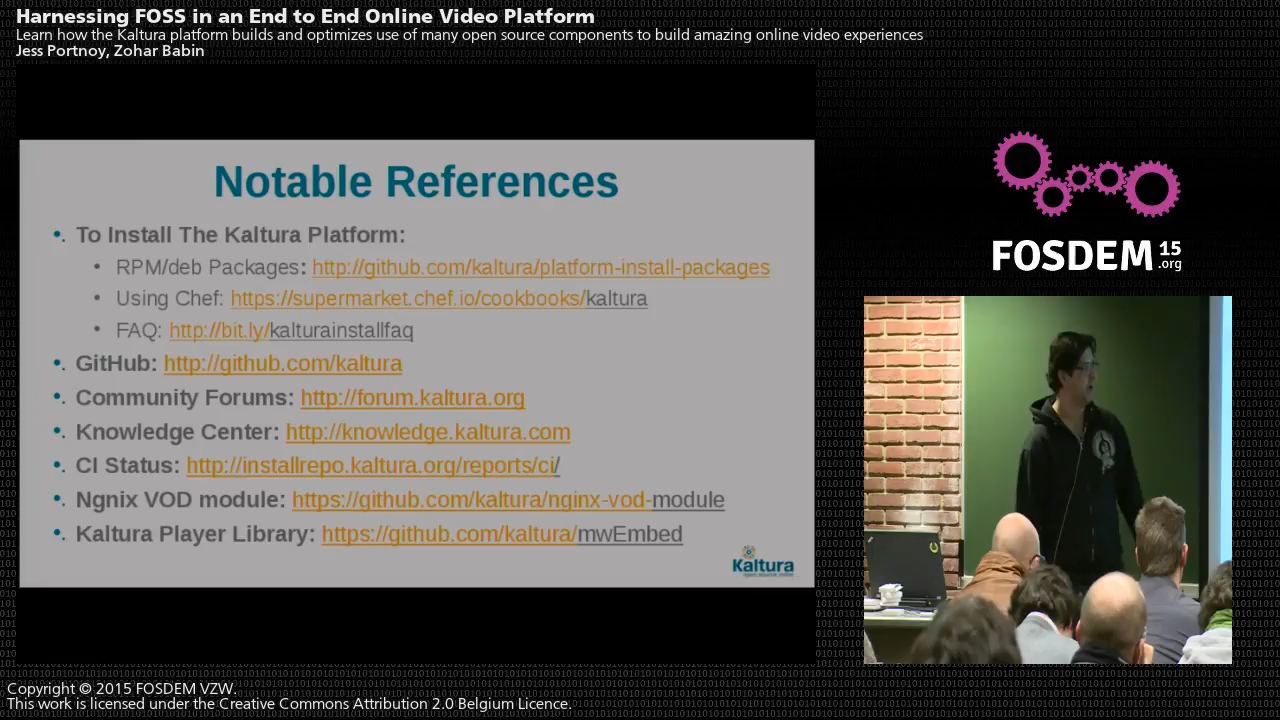 Harnessing FOSS in an End to End Online Video Platform
Learn how the Kaltura platform builds and optimizes use of many open source components to build amazing online video experiences
Jess Portnoy, Zohar Babin
Notable References
To Install The Kaltura Platform:
RPM/deb Packages: http://github.com/kaltura/platform-install-packages
Using Chef: https://supermarket.chef.io/cookbooks/kaltura
FAQ: http://bit.ly/kalturainstallfaq
GitHub: http://github.com/kaltura
Community Forums: http://forum.kaltura.org
Knowledge Center: http://knowledge.kaltura.com
CI Status: http://installrepo.kaltura.org/reports/ci/
Ngnix VOD module: https://github.com/kaltura/nginx-vod-module
Kaltura Player Library: https://github.com/kaltura/mwEmbed
Kaltura
FOSDEM 15
.org
Copyright © 2015 FOSDEM VZW.
This work is licensed under the Creative Commons Attribution 2.0 Belgium Licence.